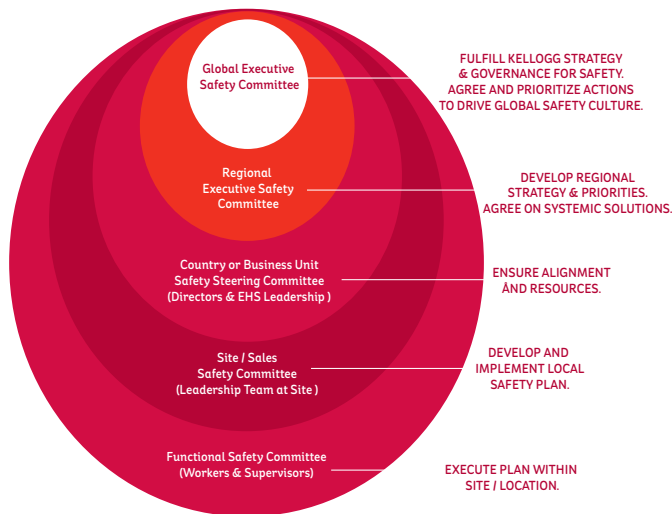 Global Executive
Safety Committee
FULFILL KELLOGG STRATEGY
& GOVERNANCE FOR SAFETY.
AGREE AND PRIORITIZE ACTIONS
TO DRIVE GLOBAL SAFETY CULTURE.
Regional
Executive Safety
Committee
DEVELOP REGIONAL
STRATEGY & PRIORITIES.
AGREE ON SYSTEMIC SOLUTIONS.
Country or Business Unit
Safety Steering Committee
(Directors & EHS Leadership )
ENSURE ALIGNMENT
AND RESOURCES.
Site / Sales
Safety Committee
(Leadership Team at Site )
DEVELOP AND
IMPLEMENT LOCAL
SAFETY PLAN.
Functional Safety Committee
(Workers & Supervisors)
EXECUTE PLAN WITHIN
SITE / LOCATION.